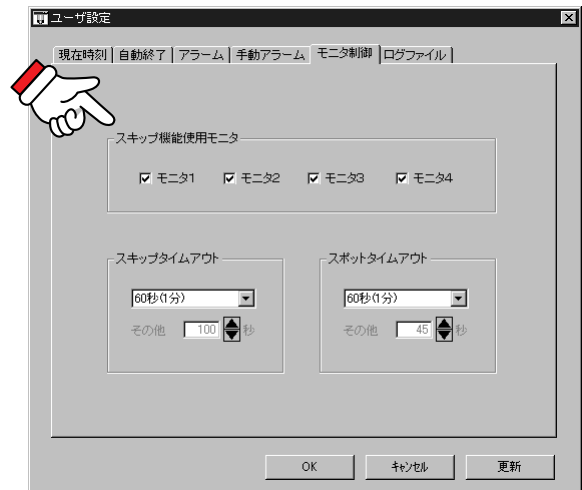 ユーザ設定
現在時刻 自動終了 アラーム 手動アラーム モニタ制御 ログファイル
スキップ機能使用モニタ
モニタ1 モニタ2 モニタ3 モニタ4
スキップタイムアウト スポットタイムアウト
60秒(1分) 60秒(1分)
その他 100 秒 その他 45 秒
OK キャンセル 更新